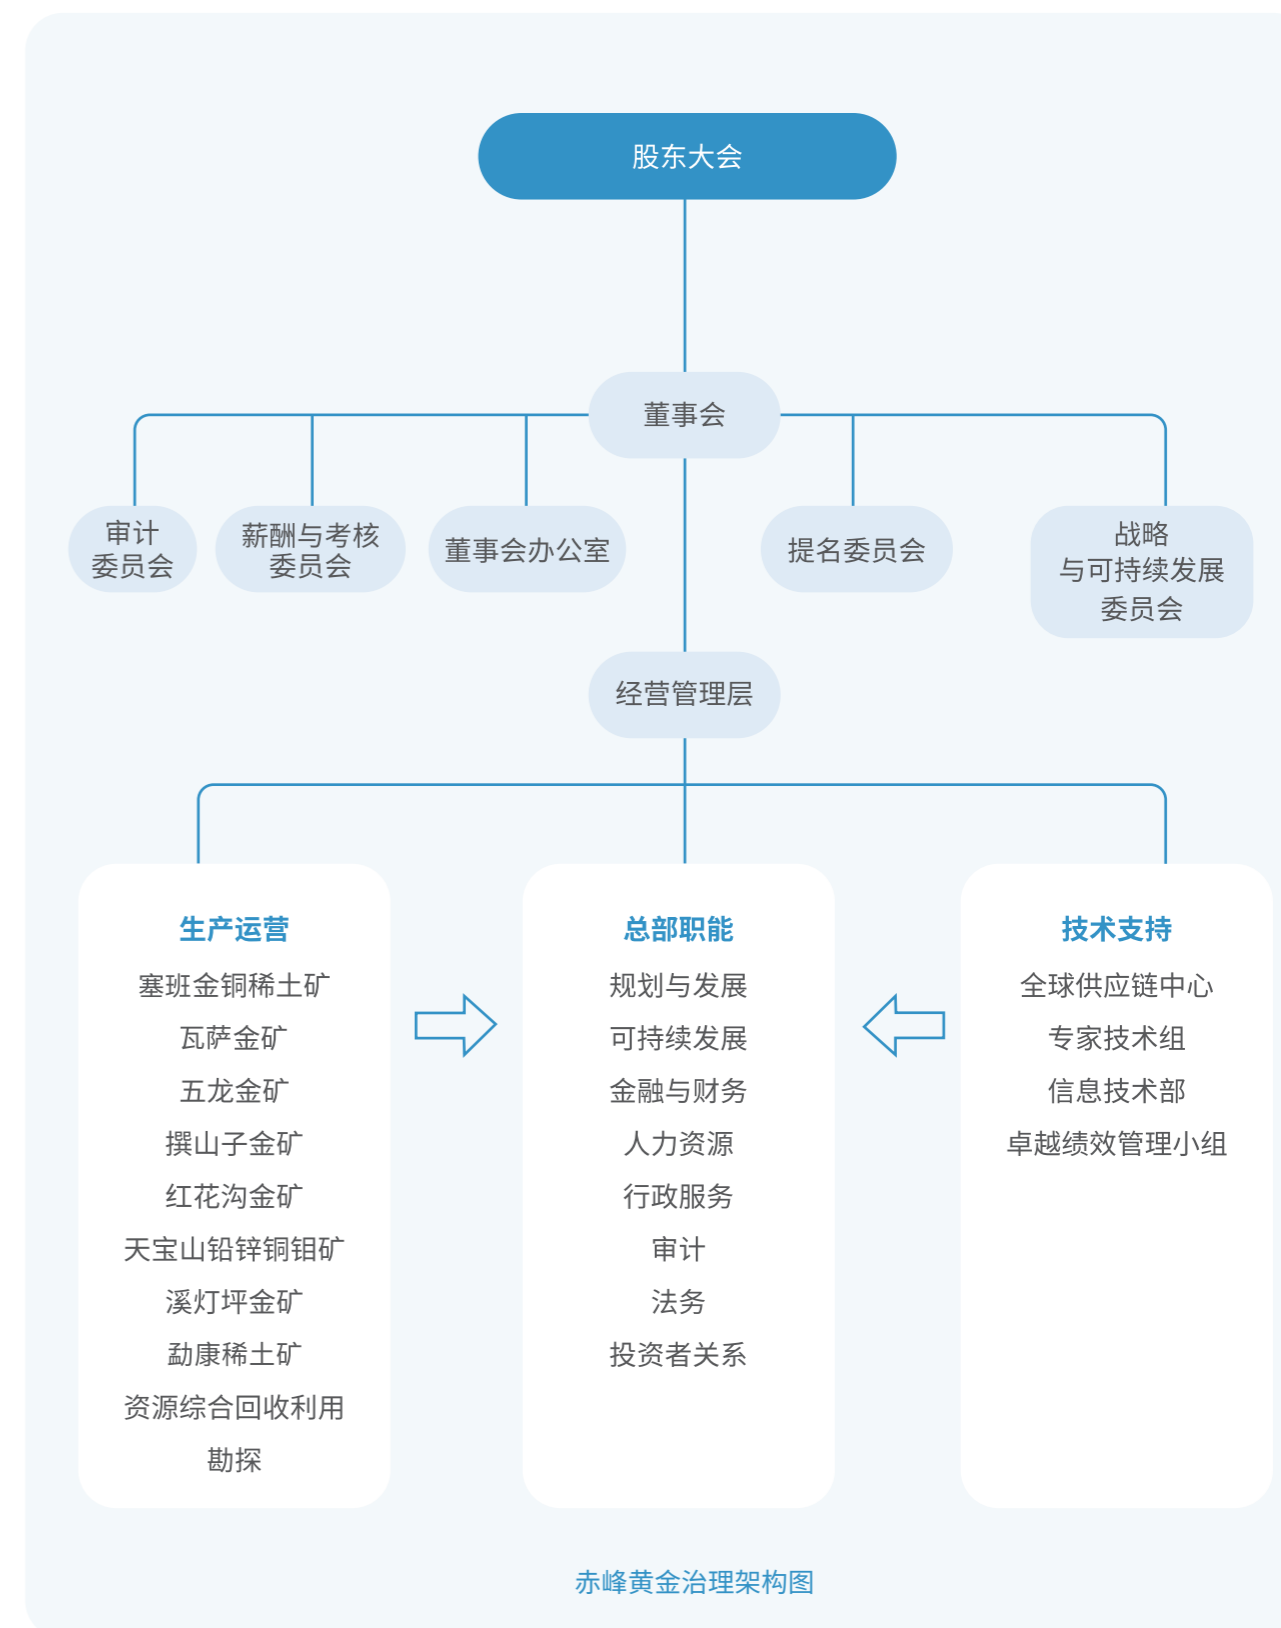 股东大会
董事会
审计
委员会
薪酬与考核
委员会
董事会办公室
提名委员会
战略
与可持续发展
委员会
经营管理层
生产运营
塞班金铜稀土矿
瓦萨金矿
五龙金矿
撰山子金矿
红花沟金矿
天宝山铅锌铜钼矿
溪灯坪金矿
勐康稀土矿
资源综合回收利用
勘探
总部职能
规划与发展
可持续发展
金融与财务
人力资源
行政服务
审计
法务
投资者关系
技术支持
全球供应链中心
专家技术组
信息技术部
卓越绩效管理小组
赤峰黄金治理架构图